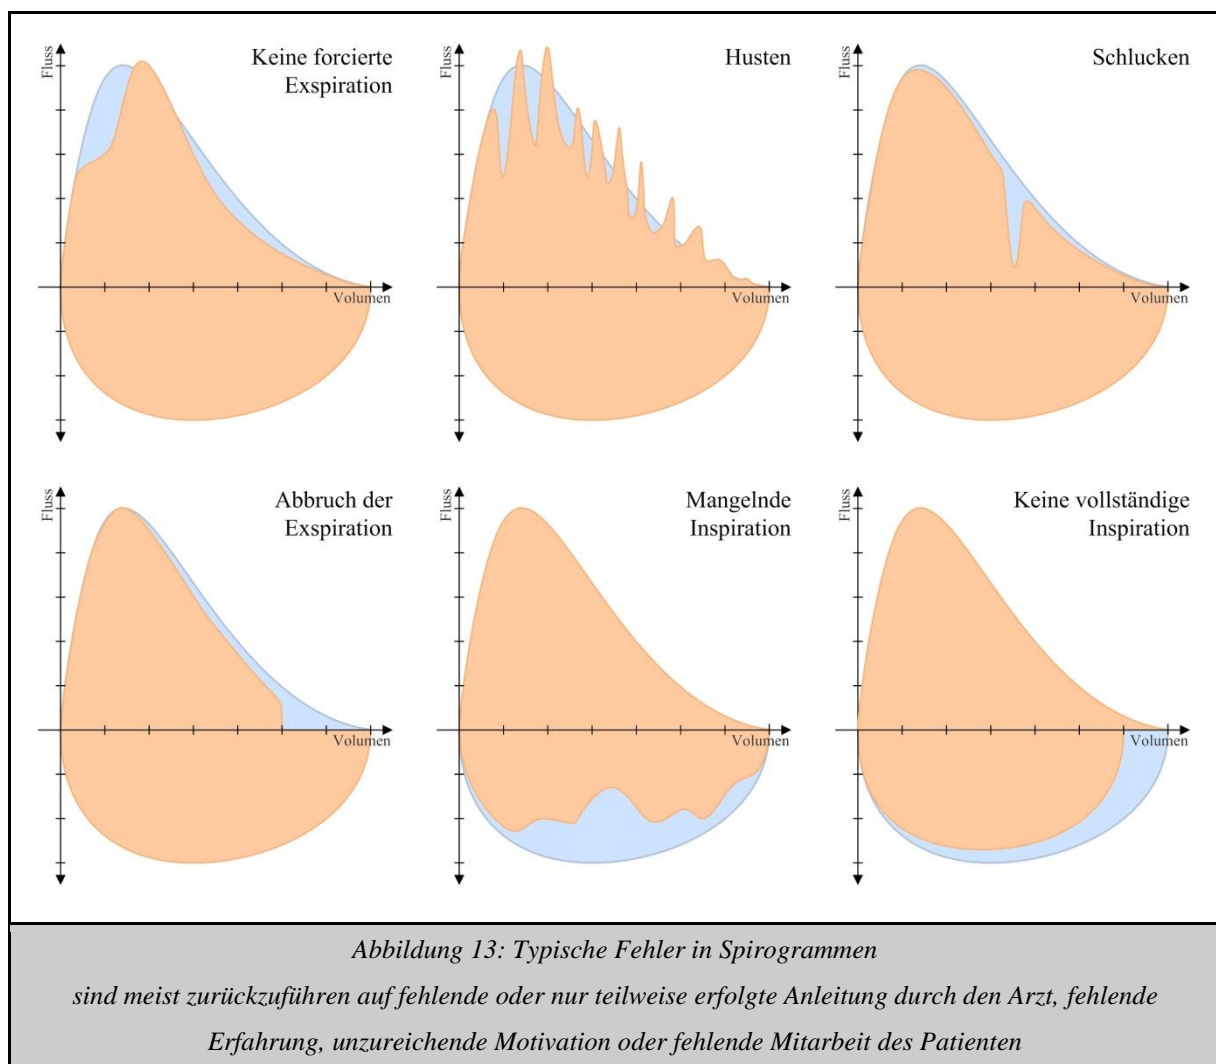 Fluss
Keine forcierte
Exspiration
Volumen
Fluss
Husten
Volumen
Fluss
Schlucken
Volumen
Fluss
Abbruch der
Exspiration
Volumen
Fluss
Mangelnde
Inspiration
Volumen
Fluss
Keine vollständige
Inspiration
Volumen
Abbildung 13: Typische Fehler in Spirogrammen
sind meist zurückzuführen auf fehlende oder nur teilweise erfolgte Anleitung durch den Arzt, fehlende
Erfahrung, unzureichende Motivation oder fehlende Mitarbeit des Patienten